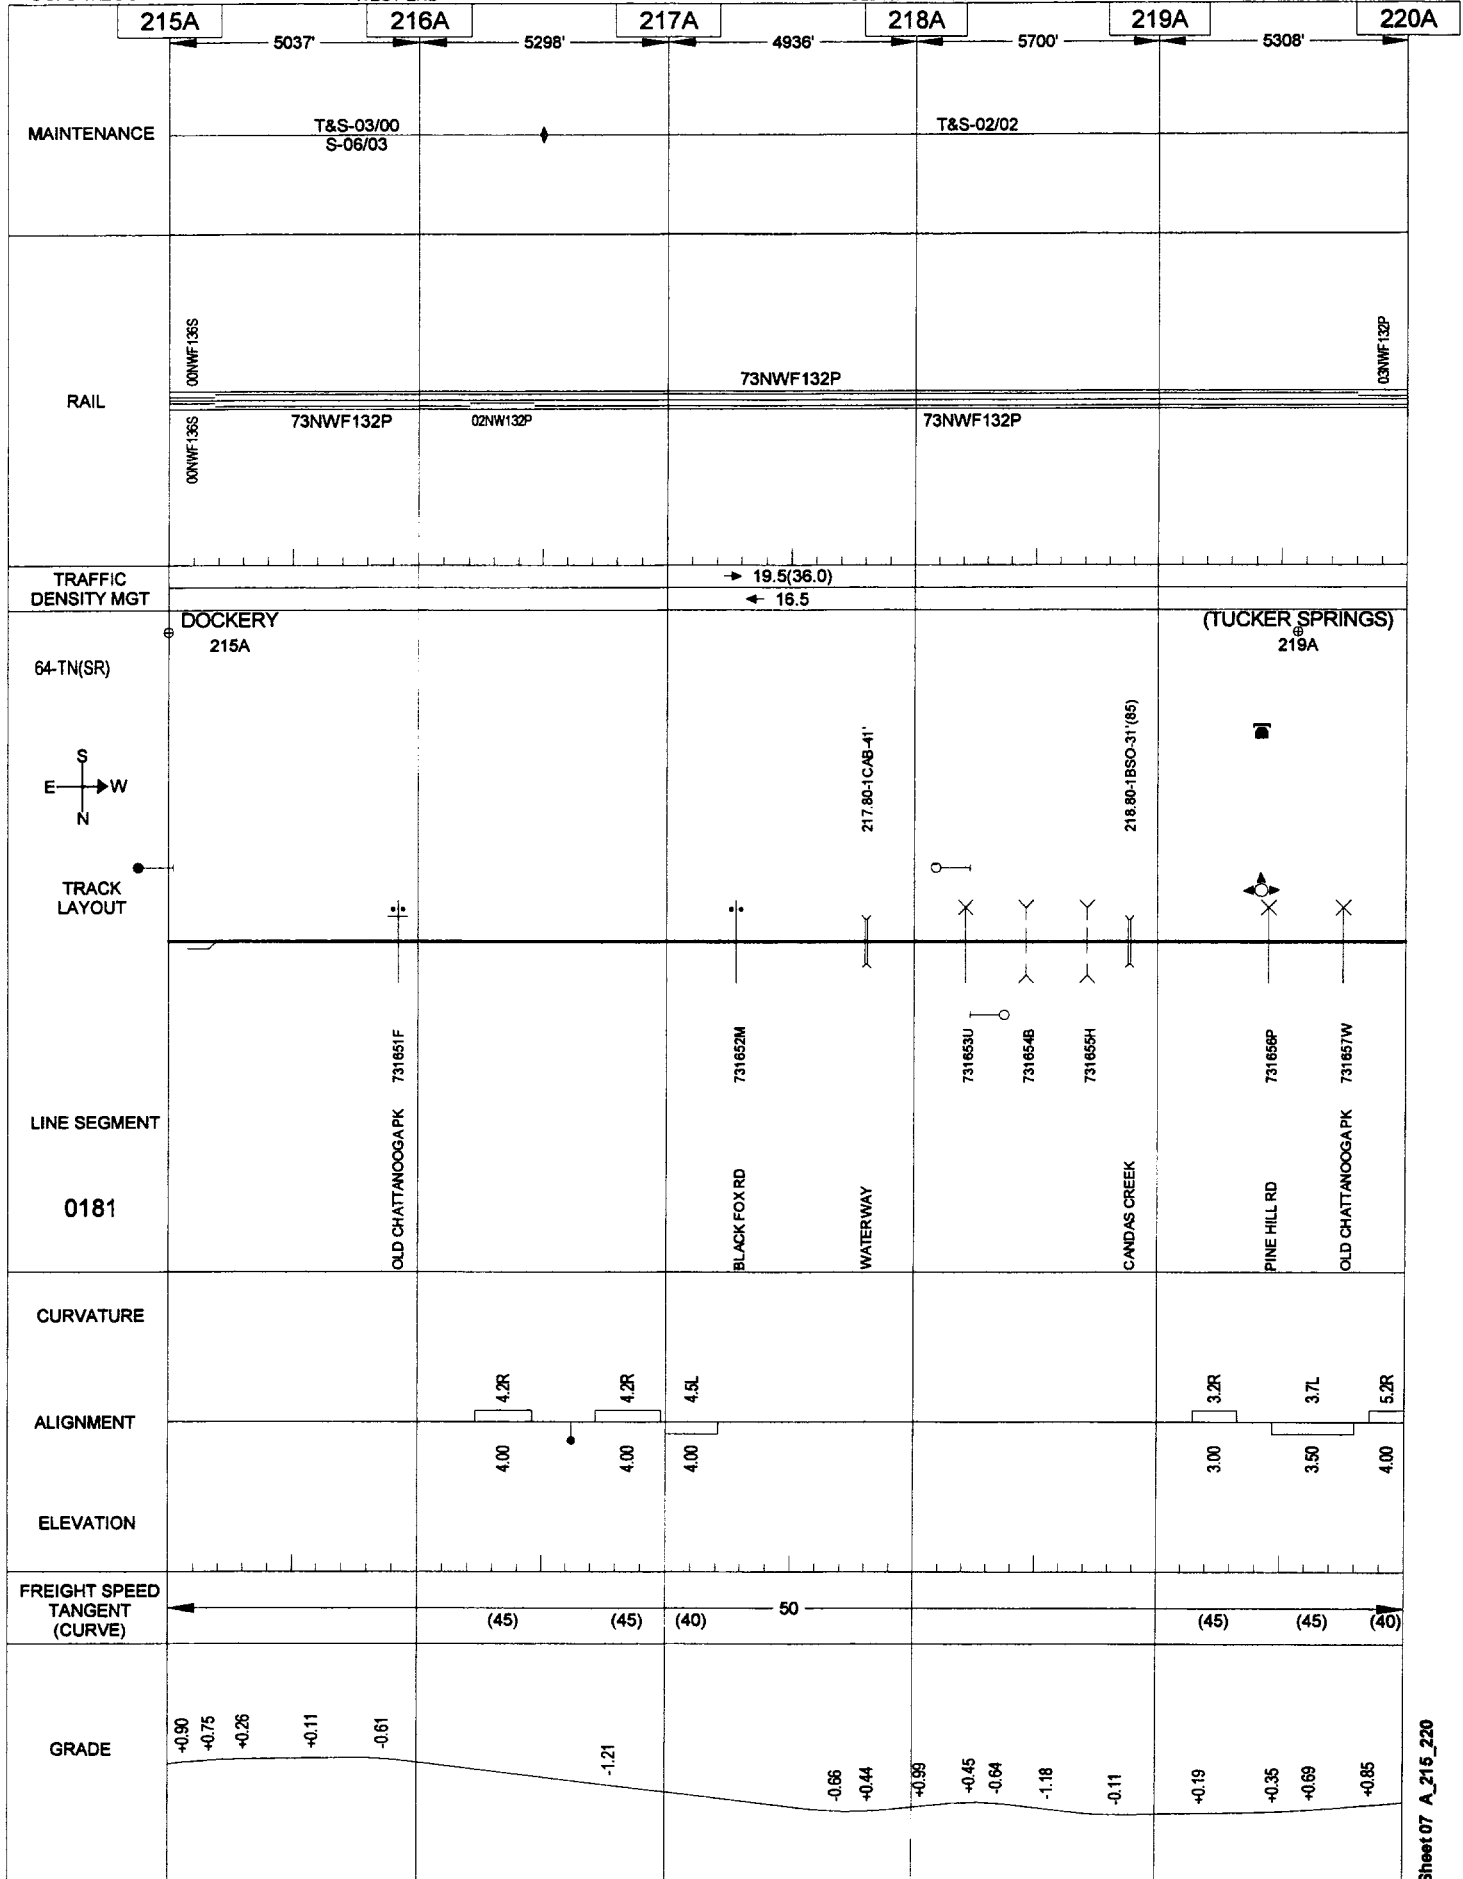 215A 216A 217A 218A 219A 220A
5037' 5298' 4936' 5700' 5308'
MAINTENANCE
T&S-03/00
S-06/03
T&S-02/02
RAIL
00NWF136S
00NWF136S
73NWF132P
02NW132P
73NWF132P
73NWF132P
03NWF132P
TRAFFIC
DENSITY MGT
19.5(36.0)
16.5
DOCKERY
215A
(TUCKER SPRINGS)
219A
64-TN(SR)
S
E W
N
217.80-1CAB-41'
218.80-1BSO-31'(85)
TRACK
LAYOUT
731651F
731652M
731653U
731654B
731655H
731656P
731657W
LINE SEGMENT
0181
OLD CHATTANOOGA PK
BLACK FOX RD
WATERWAY
CANDAS CREEK
PINE HILL RD
OLD CHATTANOOGA PK
CURVATURE
4.2R 4.2R 4.5L 3.2R 3.7L 5.2R
ALIGNMENT
4.00 4.00 4.00 3.00 3.50 4.00
ELEVATION
FREIGHT SPEED
TANGENT
(CURVE)
50
(45) (45) (40) (45) (45) (40)
GRADE
+0.90 +0.75 +0.26 +0.11 -0.61 -1.21 -0.66 +0.44 +0.99 +0.45 -0.64 -1.18 -0.11 +0.19 +0.35 +0.69 +0.85
Sheet 07 A_215_220